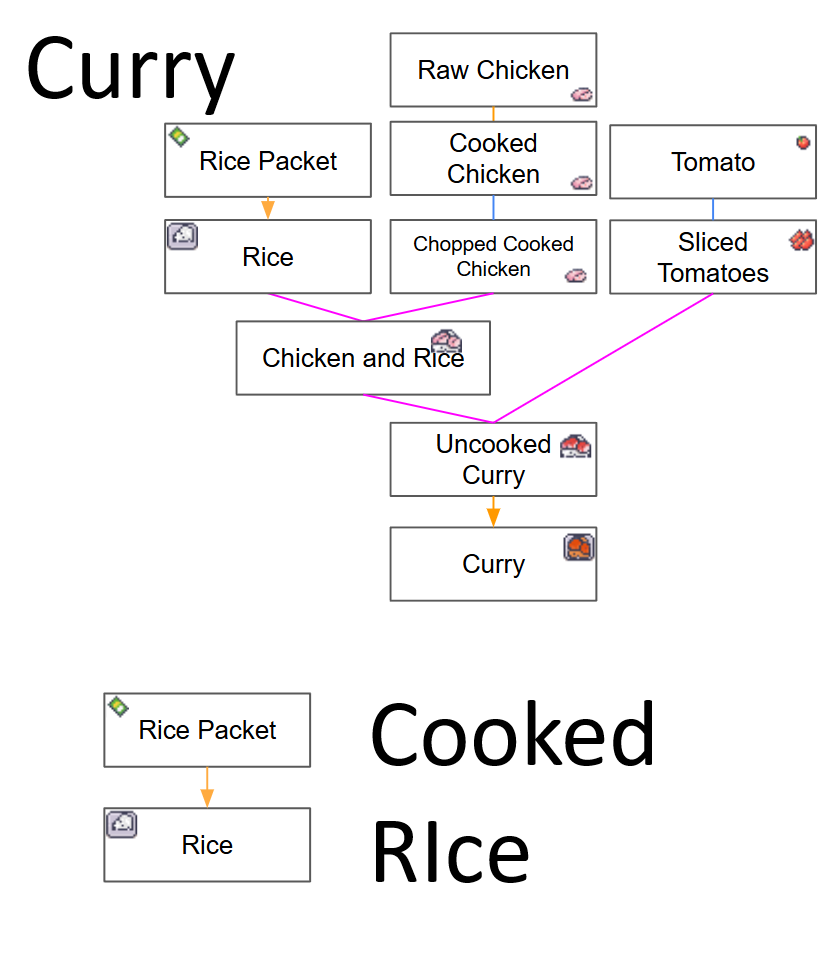 Curry
Raw Chicken
Rice Packet
Cooked
Chicken
Tomato
Rice
Chopped Cooked
Chicken
Sliced
Tomatoes
Chicken and Rice
Uncooked
Curry
Curry
Rice Packet
Rice
Cooked
RIce